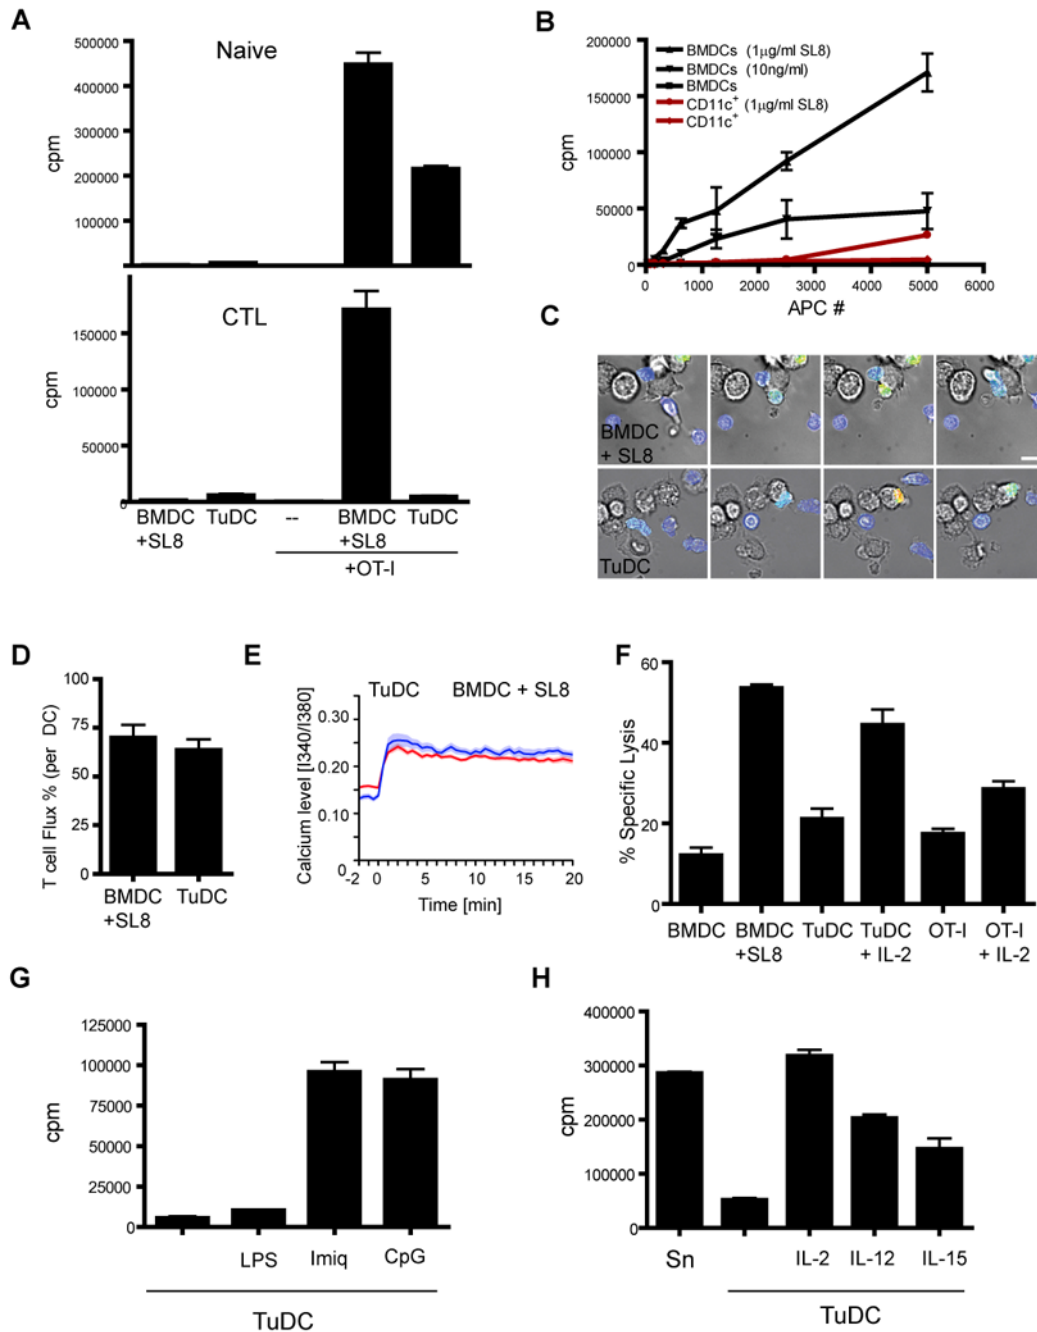 A
500000
400000
300000
200000
100000
cpm
Naive
150000
100000
50000
0
cpm
CTL
BMDC +SL8
TuDC
--
BMDC +SL8
TuDC
+OT-I
B
200000
150000
100000
50000
0
cpm
BMDCs (1μg/ml SL8)
BMDCs (10ng/ml)
BMDCs
CD11c+ (1μg/ml SL8)
CD11c+
0 1000 2000 3000 4000 5000 6000
APC #
C
BMDC
+ SL8
TuDC
D
100
75
50
25
0
T cell Flux % (per DC)
BMDC +SL8
TuDC
E
TuDC BMDC + SL8
0.30
0.20
0.10
0
Calcium level [I340/I380]
-2 0 5 10 15 20
Time [min]
F
60
40
20
0
% Specific Lysis
BMDC
BMDC +SL8
TuDC
TuDC + IL-2
OT-I
OT-I + IL-2
G
125000
100000
75000
50000
25000
0
cpm
LPS Imiq CpG
TuDC
H
400000
300000
200000
100000
0
cpm
Sn IL-2 IL-12 IL-15
TuDC